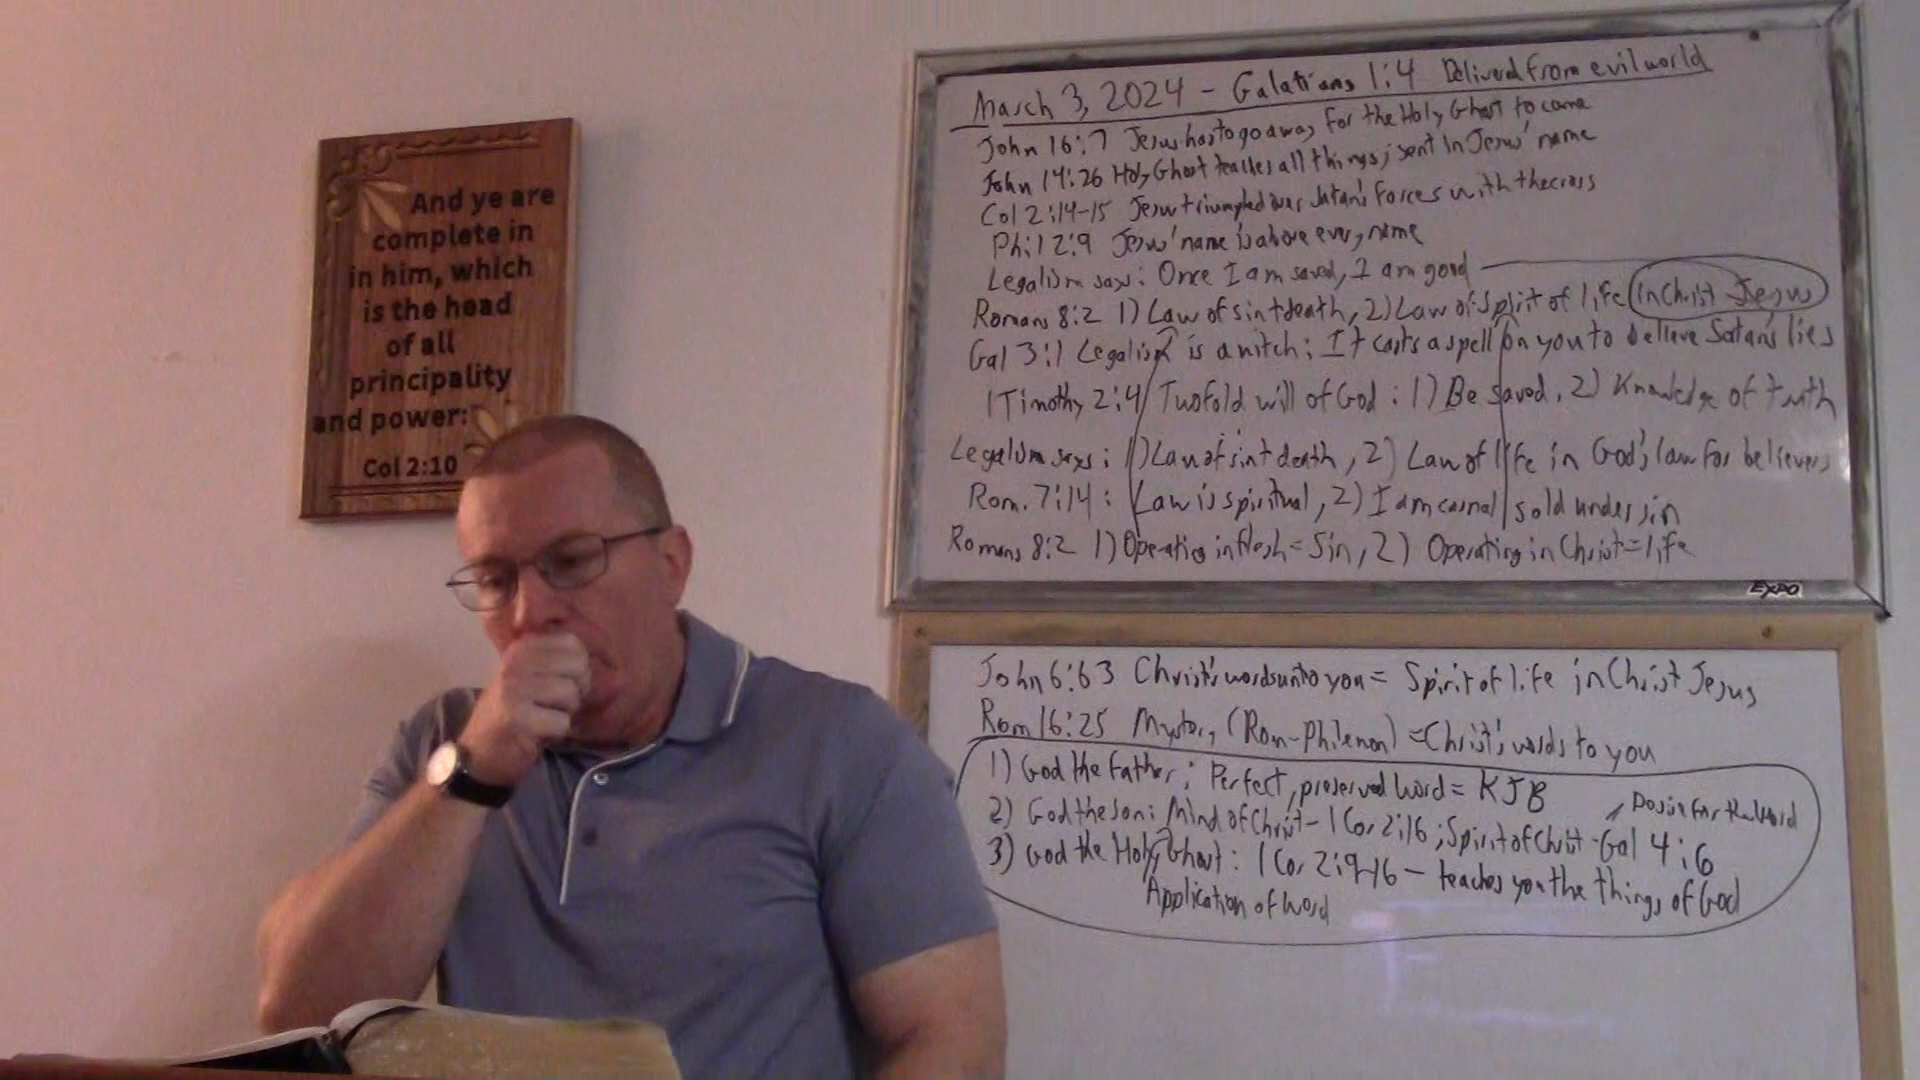 And ye are
complete in
in him, which
is the head
of all
principality
and power:
Col 2:10
March 3, 2024 - Galatians 1:4 Delivered from evil world
John 16:7 Jesus has to go away for the Holy Ghost to come
John 14:26 Holy Ghost teaches all things; sent in Jesus' name
Col 2:14-15 Jesus triumphed over Satan's forces with the cross
Phil 2:9 Jesus' name is above every name
Legalism says: Once I am saved, I am good
Romans 8:2 1) Law of sin + death, 2) Law of Spirit of life in Christ Jesus
Gal 3:1 Legalism is a witch: It casts a spell on you to believe Satan's lies
1 Timothy 2:4 Twofold will of God: 1) Be saved, 2) Knowledge of truth
Legalism says: 1) Law of sin + death, 2) Law of life in God's law for believers
Rom. 7:14: Law is spiritual, 2) I am carnal sold under sin
Romans 8:2 1) Operating in flesh = Sin, 2) Operating in Christ = life
EXPO
John 6:63 Christ's words unto you = Spirit of life in Christ Jesus
Rom 16:25 Mystery (Rom-Philemon) = Christ's words to you
1) God the Father: Perfect, preserved word = KJB
2) God the Son: Mind of Christ - 1 Cor 2:16; Spirit of Christ - Gal 4:6
Desire for the Word
3) God the Holy Ghost: 1 Cor 2:9-16 - teaches you the things of God
Application of Word